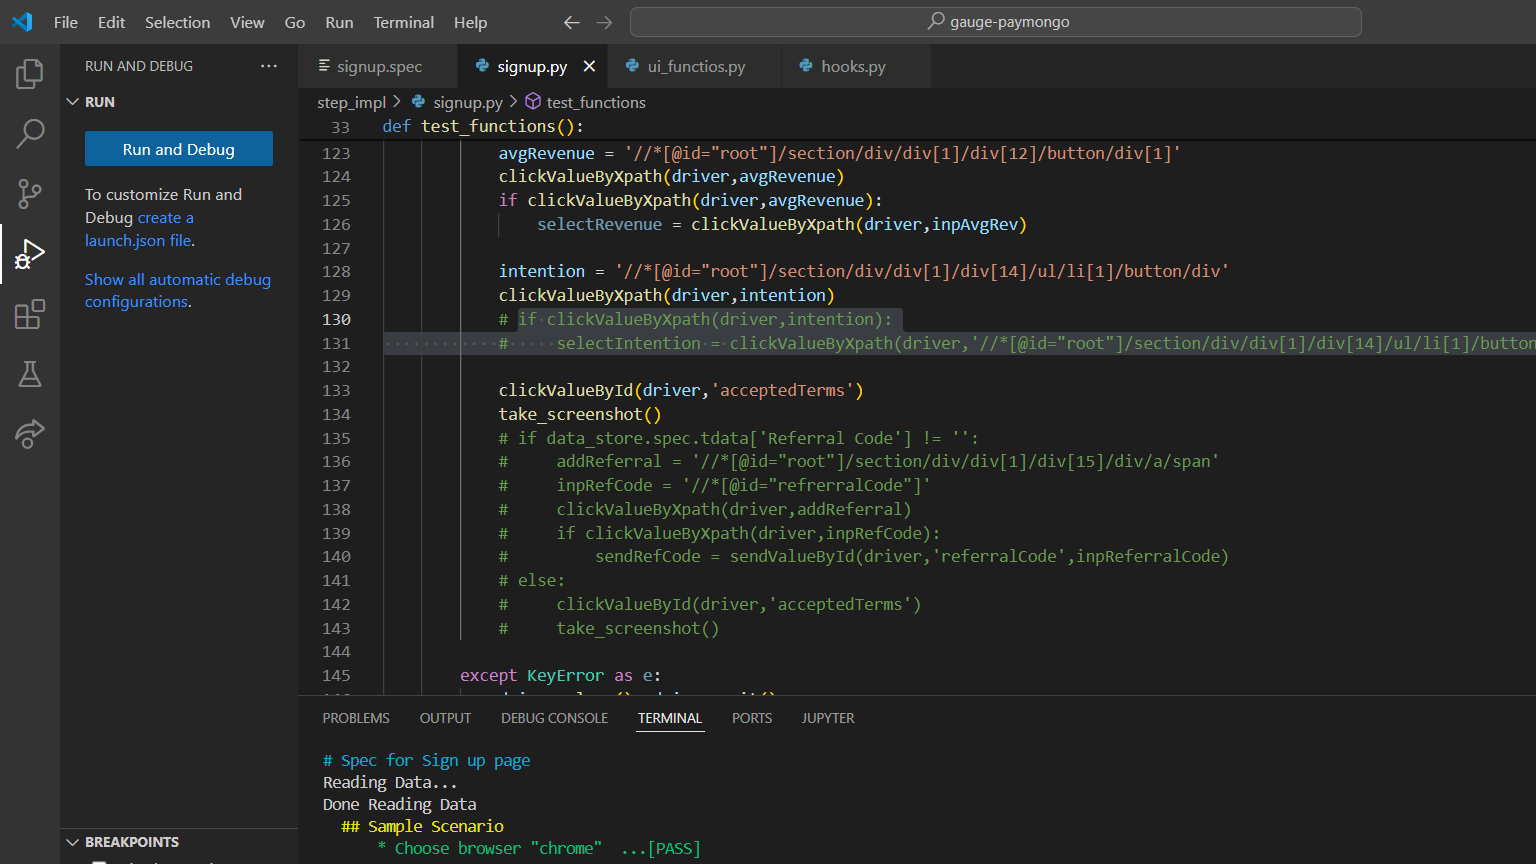 File Edit Selection View Go Run Terminal Help
gauge-paymongo
RUN AND DEBUG ...
RUN
Run and Debug
To customize Run and
Debug create a
launch.json file.
Show all automatic debug
configurations.
BREAKPOINTS
signup.spec signup.py ui_functios.py hooks.py
step_impl > signup.py > test_functions
33 def test_functions():
123 avgRevenue = '//*[@id="root"]/section/div/div[1]/div[12]/button/div[1]'
124 clickValueByXpath(driver,avgRevenue)
125 if clickValueByXpath(driver,avgRevenue):
126 selectRevenue = clickValueByXpath(driver,inpAvgRev)
127
128 intention = '//*[@id="root"]/section/div/div[1]/div[14]/ul/li[1]/button/div'
129 clickValueByXpath(driver,intention)
130 # if clickValueByXpath(driver,intention):
131 # selectIntention = clickValueByXpath(driver,'//*[@id="root"]/section/div/div[1]/div[14]/ul/li[1]/button
132
133 clickValueById(driver,'acceptedTerms')
134 take_screenshot()
135 # if data_store.spec.tdata['Referral Code'] != '':
136 # addReferral = '//*[@id="root"]/section/div/div[1]/div[15]/div/a/span'
137 # inpRefCode = '//*[@id="refrerralCode"]'
138 # clickValueByXpath(driver,addReferral)
139 # if clickValueByXpath(driver,inpRefCode):
140 # sendRefCode = sendValueById(driver,'referralCode',inpReferralCode)
141 # else:
142 # clickValueById(driver,'acceptedTerms')
143 # take_screenshot()
144
145 except KeyError as e:
PROBLEMS OUTPUT DEBUG CONSOLE TERMINAL PORTS JUPYTER
# Spec for Sign up page
Reading Data...
Done Reading Data
## Sample Scenario
* Choose browser "chrome" ...[PASS]